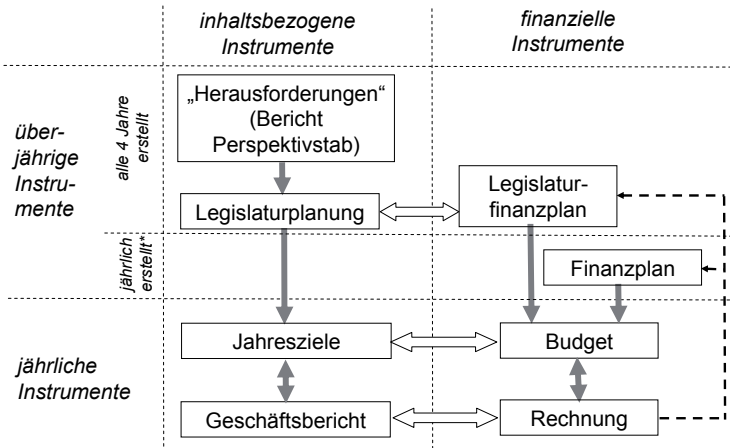 inhaltsbezogene
Instrumente
finanzielle
Instrumente
über-
jährige
Instru-
mente
alle 4 Jahre
erstellt
„Herausforderungen“
(Bericht
Perspektivstab)
Legislaturplanung
Legislatur-
finanzplan
jährlich
erstellt*
Finanzplan
jährliche
Instrumente
Jahresziele
Budget
Geschäftsbericht
Rechnung